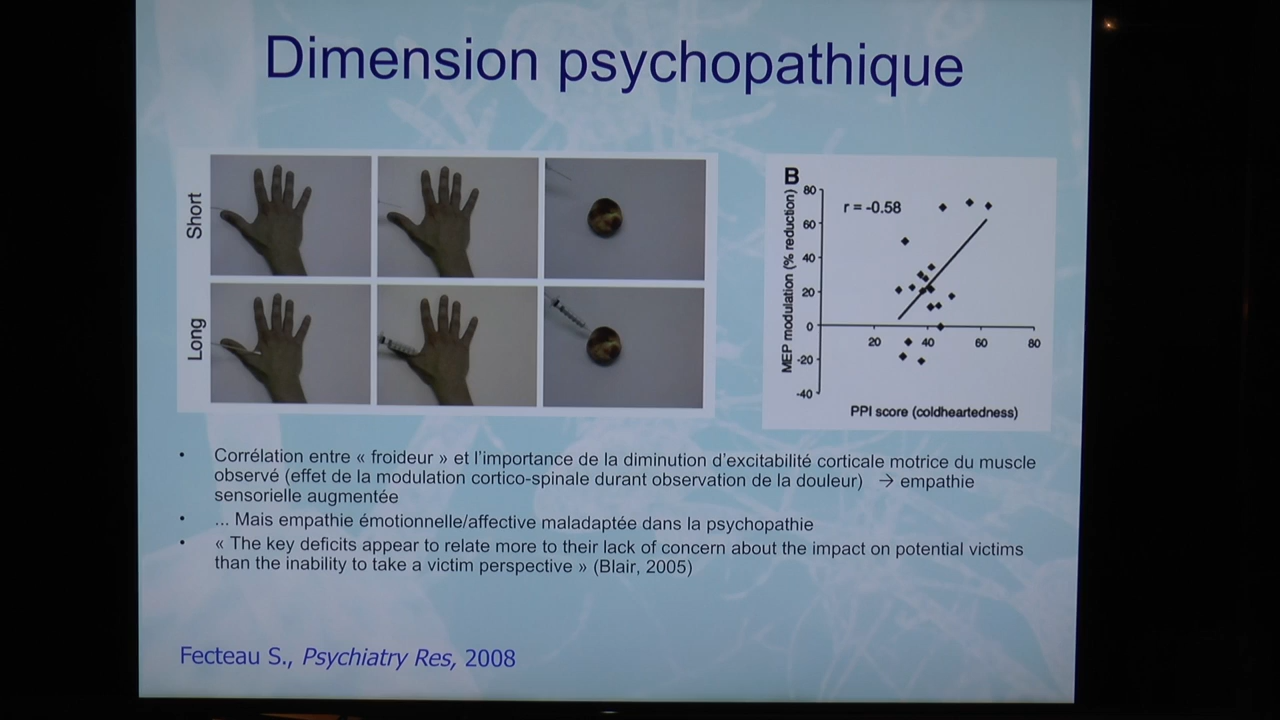 Dimension psychopathique
Short
Long
B
r = -0.58
MEP modulation (% reduction)
80
60
40
20
0
-20
-40
20
40
60
80
PPI score (coldheartedness)
• Corrélation entre « froideur » et l’importance de la diminution d’excitabilité corticale motrice du muscle
observé (effet de la modulation cortico-spinale durant observation de la douleur) → empathie
sensorielle augmentée
• ... Mais empathie émotionnelle/affective maladaptée dans la psychopathie
• « The key deficits appear to relate more to their lack of concern about the impact on potential victims
than the inability to take a victim perspective » (Blair, 2005)
Fecteau S., Psychiatry Res, 2008